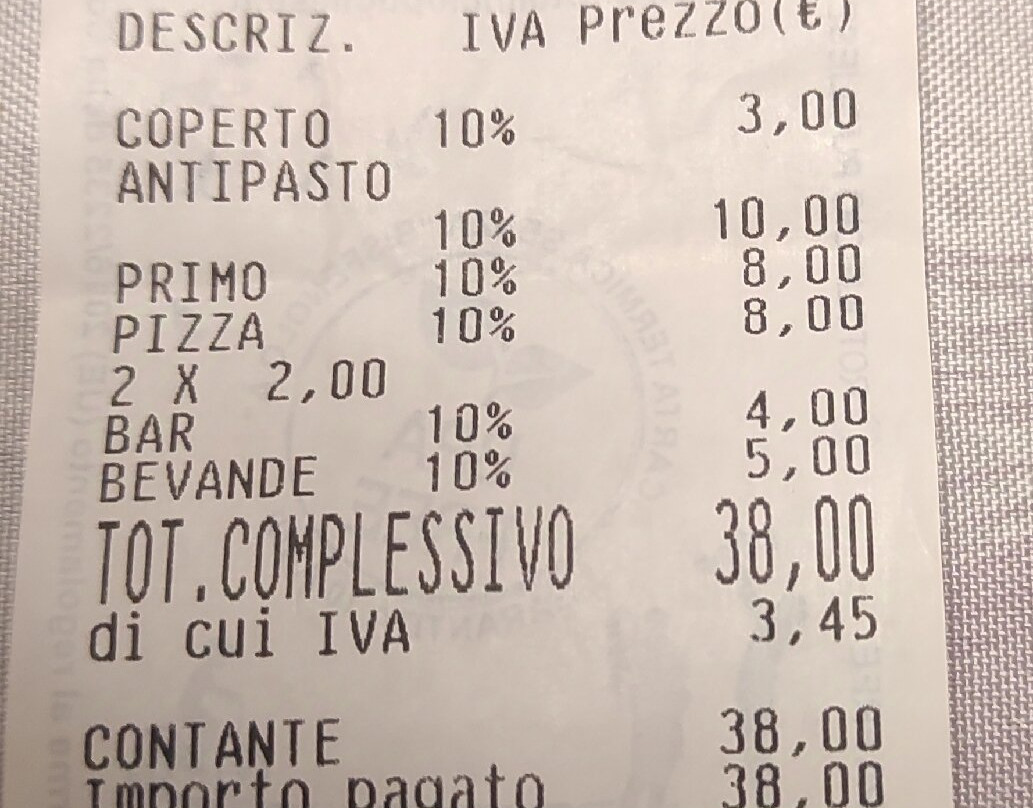 DESCRIZ. IVA Prezzo(€)
COPERTO 10% 3,00
ANTIPASTO
10% 10,00
PRIMO 10% 8,00
PIZZA 10% 8,00
2 X 2,00
BAR 10% 4,00
BEVANDE 10% 5,00
TOT.COMPLESSIVO 38,00
di cui IVA 3,45
CONTANTE 38,00
Importo pagato 38,00